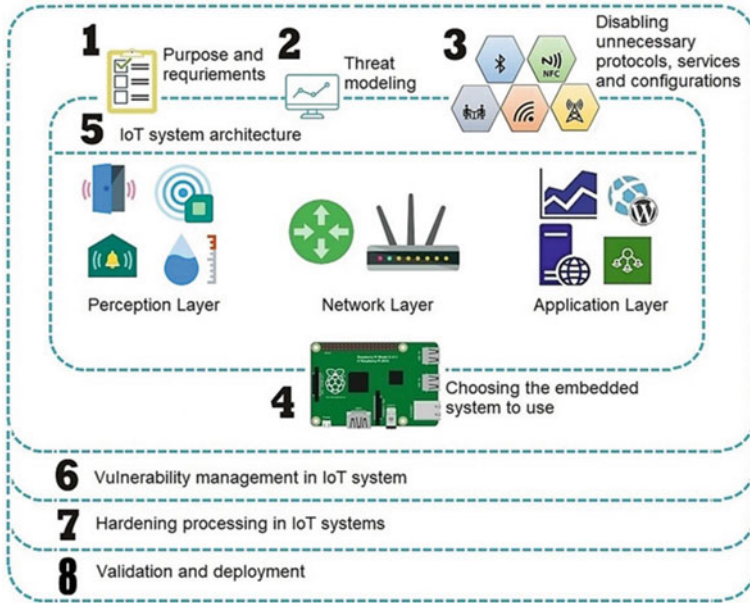 1
Purpose and
requriements
2
Threat
modeling
3
NFC
Disabling
unnecessary
protocols, services
and configurations
5 IoT system architecture
W
Perception Layer
Network Layer
Application Layer
4
Choosing the embedded
system to use
6 Vulnerability management in IoT system
7 Hardening processing in IoT systems
8 Validation and deployment